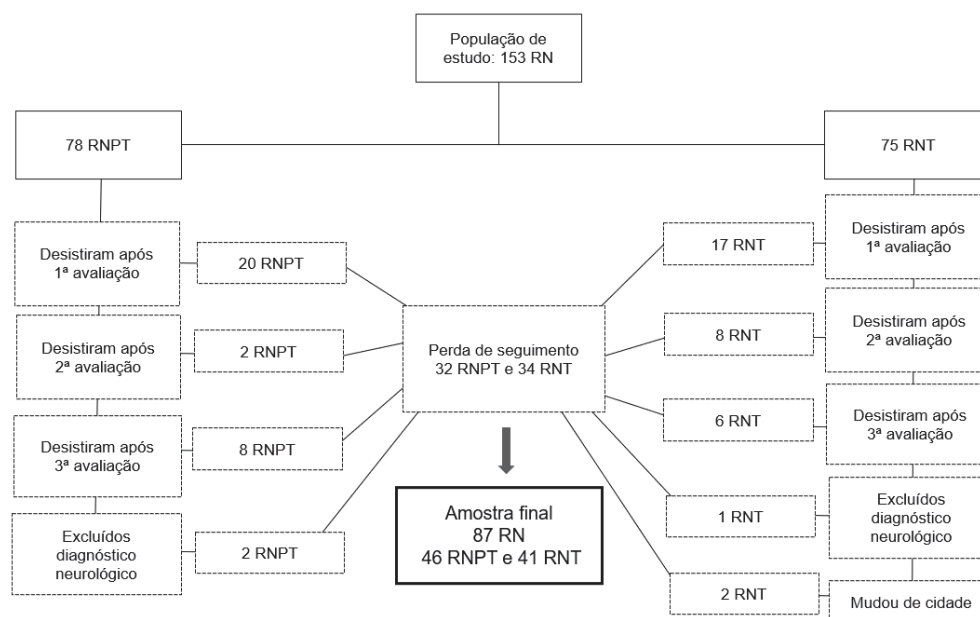 População de
estudo: 153 RN
78 RNPT
75 RNT
Desistiram após
1ª avaliação
20 RNPT
17 RNT
Desistiram após
1ª avaliação
Desistiram após
2ª avaliação
2 RNPT
Perda de seguimento
32 RNPT e 34 RNT
8 RNT
Desistiram após
2ª avaliação
Desistiram após
3ª avaliação
8 RNPT
6 RNT
Desistiram após
3ª avaliação
Excluídos
diagnóstico
neurológico
2 RNPT
Amostra final
87 RN
46 RNPT e 41 RNT
1 RNT
Excluídos
diagnóstico
neurológico
2 RNT
Mudou de cidade